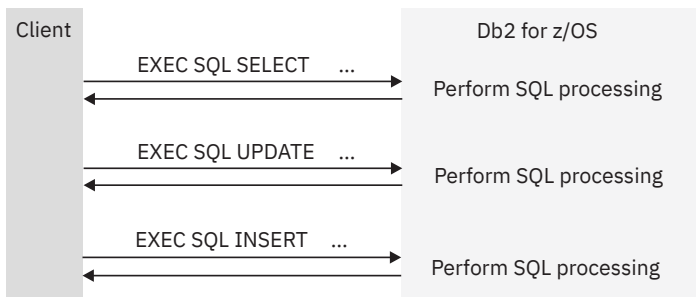 Client
Db2 for z/OS
EXEC SQL SELECT ...
Perform SQL processing
EXEC SQL UPDATE ...
Perform SQL processing
EXEC SQL INSERT ...
Perform SQL processing